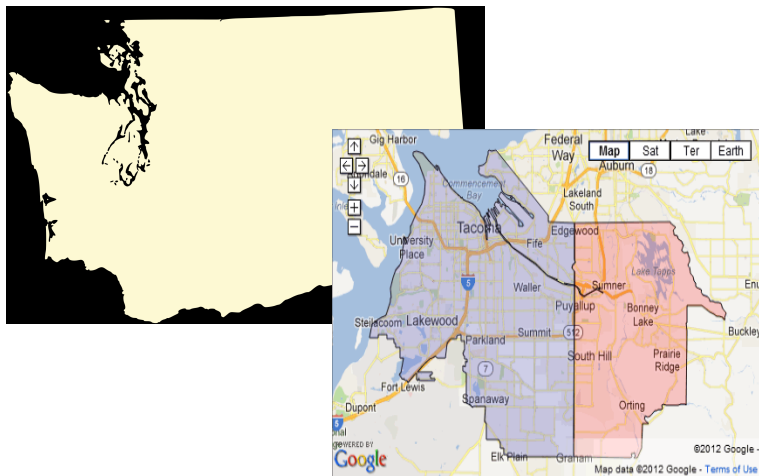 Gig Harbor
Federal
Way
Lake
Map
Sat
Ter
Earth
Auburn
16
18
Commencement
Bay
Lakeland
South
Tacoma
University
Place
Fife
Edgewood
Lake Tapps
5
Waller
Sumner
Puyallup
Bonney
Lake
Steilacoom
Lakewood
Summit
512
Buckley
Parkland
South Hill
Prairie
Ridge
7
Fort Lewis
Spanaway
Orting
Dupont
5
POWERED BY
Google
Elk Plain
Graham
©2012 Google -
Map data ©2012 Google - Terms of Use